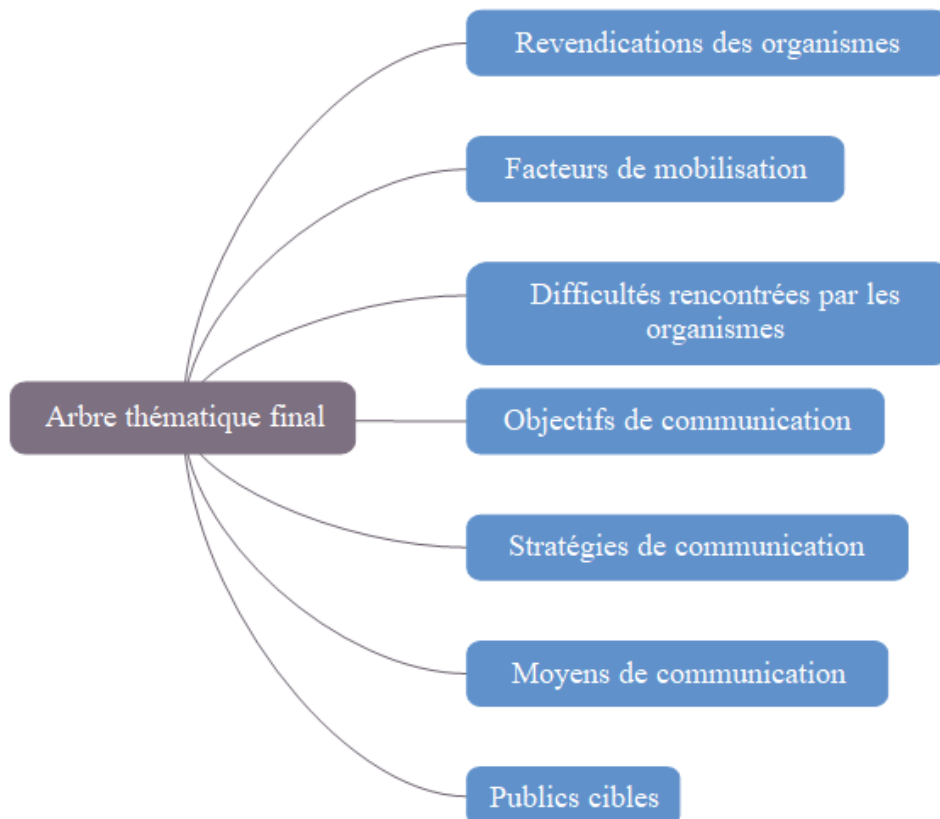 Revendications des organismes
Facteurs de mobilisation
Difficultés rencontrées par les
organismes
Arbre thématique final
Objectifs de communication
Stratégies de communication
Moyens de communication
Publics cibles